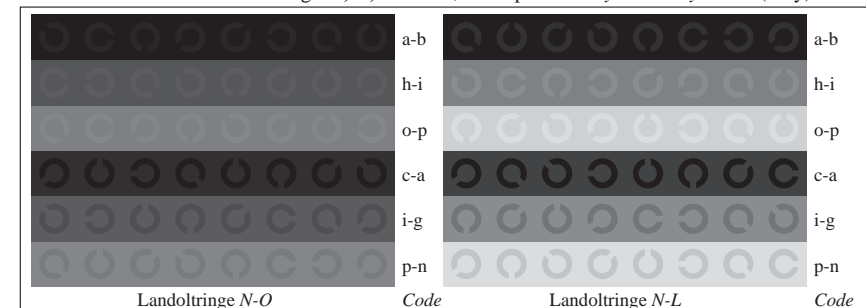 a-b a-b
h-i h-i
o-p o-p
c-a c-a
i-g i-g
p-n p-n
Landoltringe N-O Code Landoltringe N-L Code